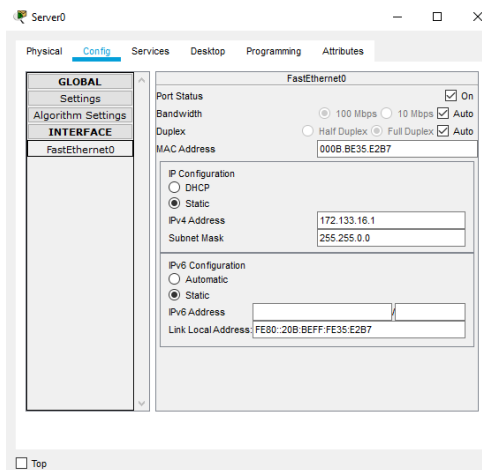 Server0
Physical Config Services Desktop Programming Attributes
GLOBAL
Settings
Algorithm Settings
INTERFACE
FastEthernet0
FastEthernet0
Port Status On
Bandwidth 100 Mbps 10 Mbps Auto
Duplex Half Duplex Full Duplex Auto
MAC Address 000B.BE35.E2B7
IP Configuration
DHCP
Static
IPv4 Address 172.133.16.1
Subnet Mask 255.255.0.0
IPv6 Configuration
Automatic
Static
IPv6 Address /
Link Local Address: FE80::20B:BEFF:FE35:E2B7
Top